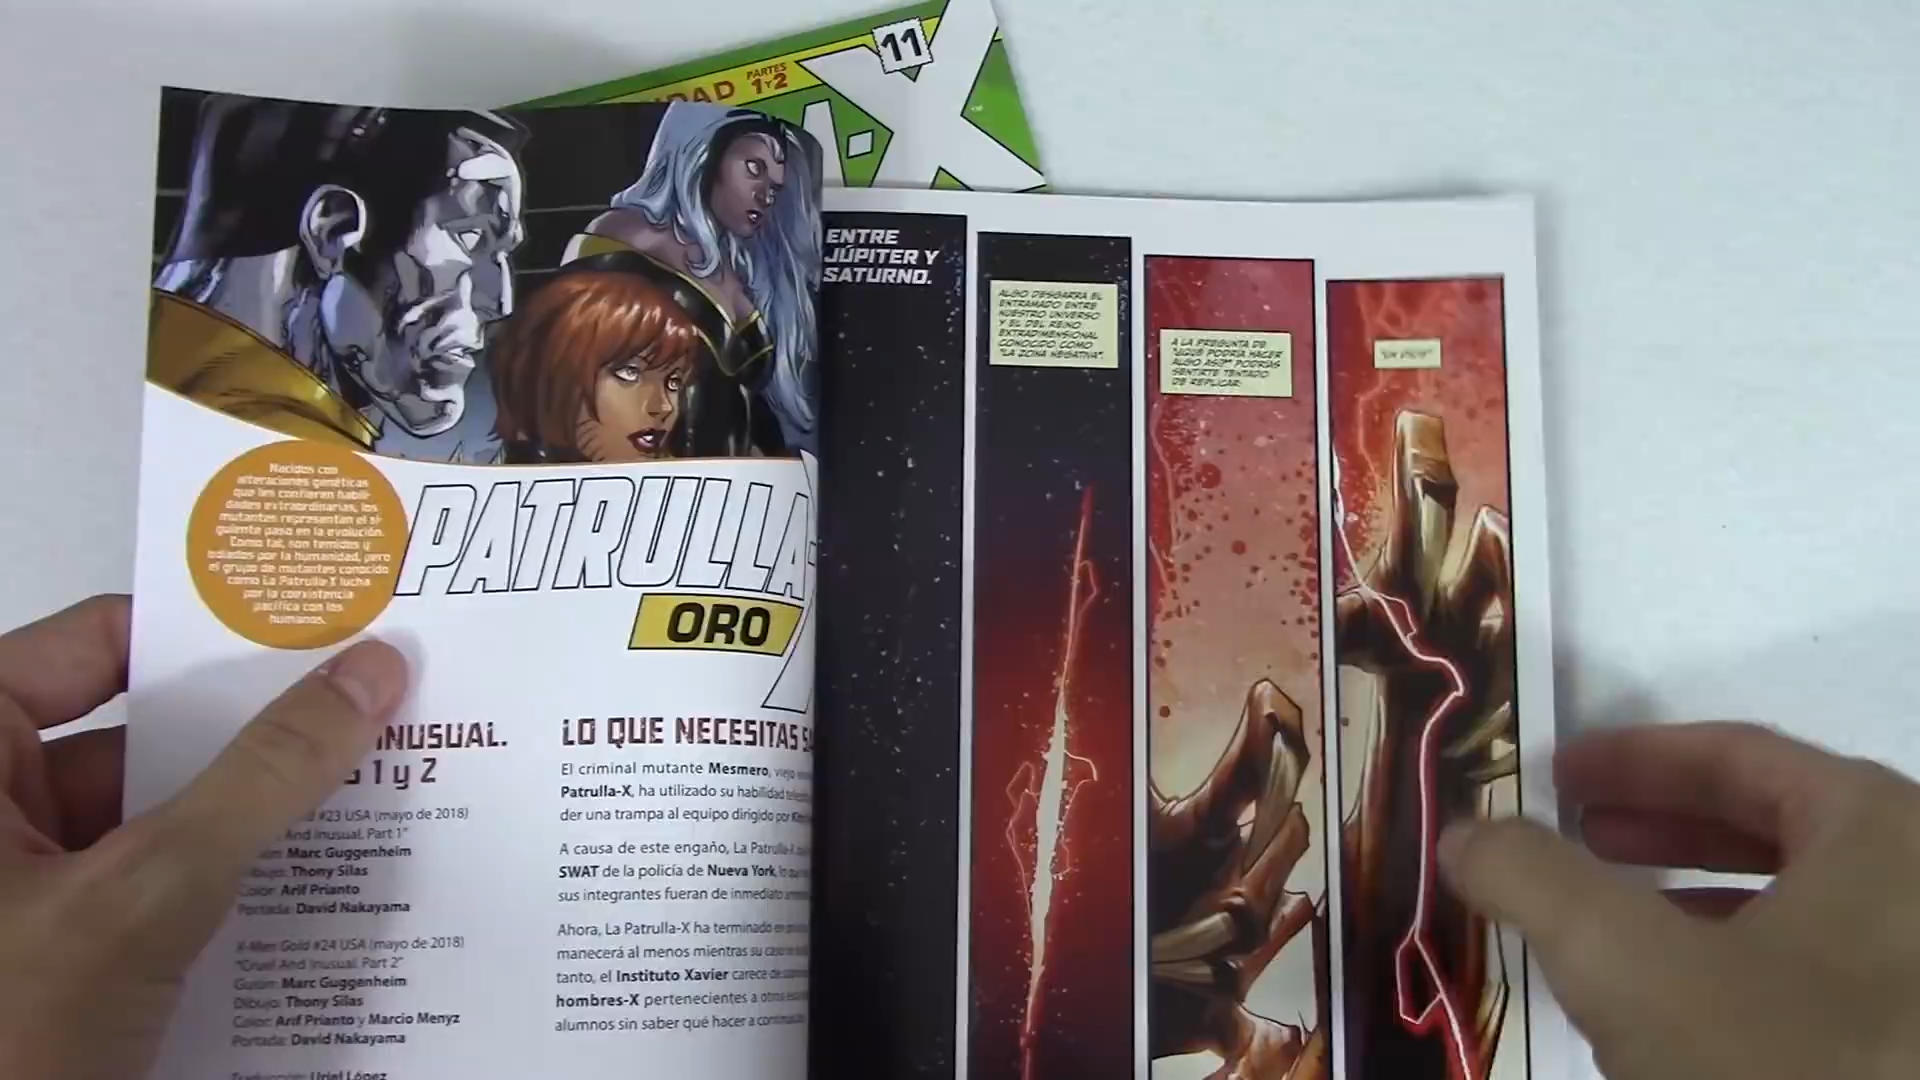 11
PARTES
1 Y 2
Nacidos con
alteraciones genéticas
que les confieren habili-
dades extraordinarias, los
mutantes representan el si-
guiente paso en la evolución.
Como tal, son temidos y
odiados por la humanidad, pero
el grupo de mutantes conocido
como La Patrulla-X lucha
por la coexistencia
pacífica con los
humanos.
PATRULLA
ORO
INUSUAL.
1 y 2
#23 USA (mayo de 2018)
And Inusual. Part 1"
Marc Guggenheim
Thony Silas
Color: Arif Prianto
Portada: David Nakayama
X-Men Gold #24 USA (mayo de 2018)
"Cruel And Inusual. Part 2"
Guion: Marc Guggenheim
Dibujo: Thony Silas
Color: Arif Prianto y Marcio Menyz
Portada: David Nakayama
Traducción: Uriel López
LO QUE NECESITAS
El criminal mutante Mesmero, viejo
Patrulla-X, ha utilizado su habilidad
der una trampa al equipo dirigido por
A causa de este engaño, La Patrulla-X
SWAT de la policía de Nueva York,
sus integrantes fueran de inmediato
Ahora, La Patrulla-X ha terminado
manecerá al menos mientras su caso
tanto, el Instituto Xavier carece de
hombres-X pertenecientes a otros
alumnos sin saber qué hacer a
ENTRE
JÚPITER Y
SATURNO.
ALGO DESGARRA EL
ENTRAMADO ENTRE
NUESTRO UNIVERSO
Y EL DEL REINO
EXTRADIMENSIONAL
CONOCIDO COMO
"LA ZONA NEGATIVA".
A LA PREGUNTA DE
"¿QUÉ PODRÍA HACER
ALGO ASÍ?" PODRÍAS
SENTIRTE TENTADO
DE REPLICAR:
"UN DIOS".